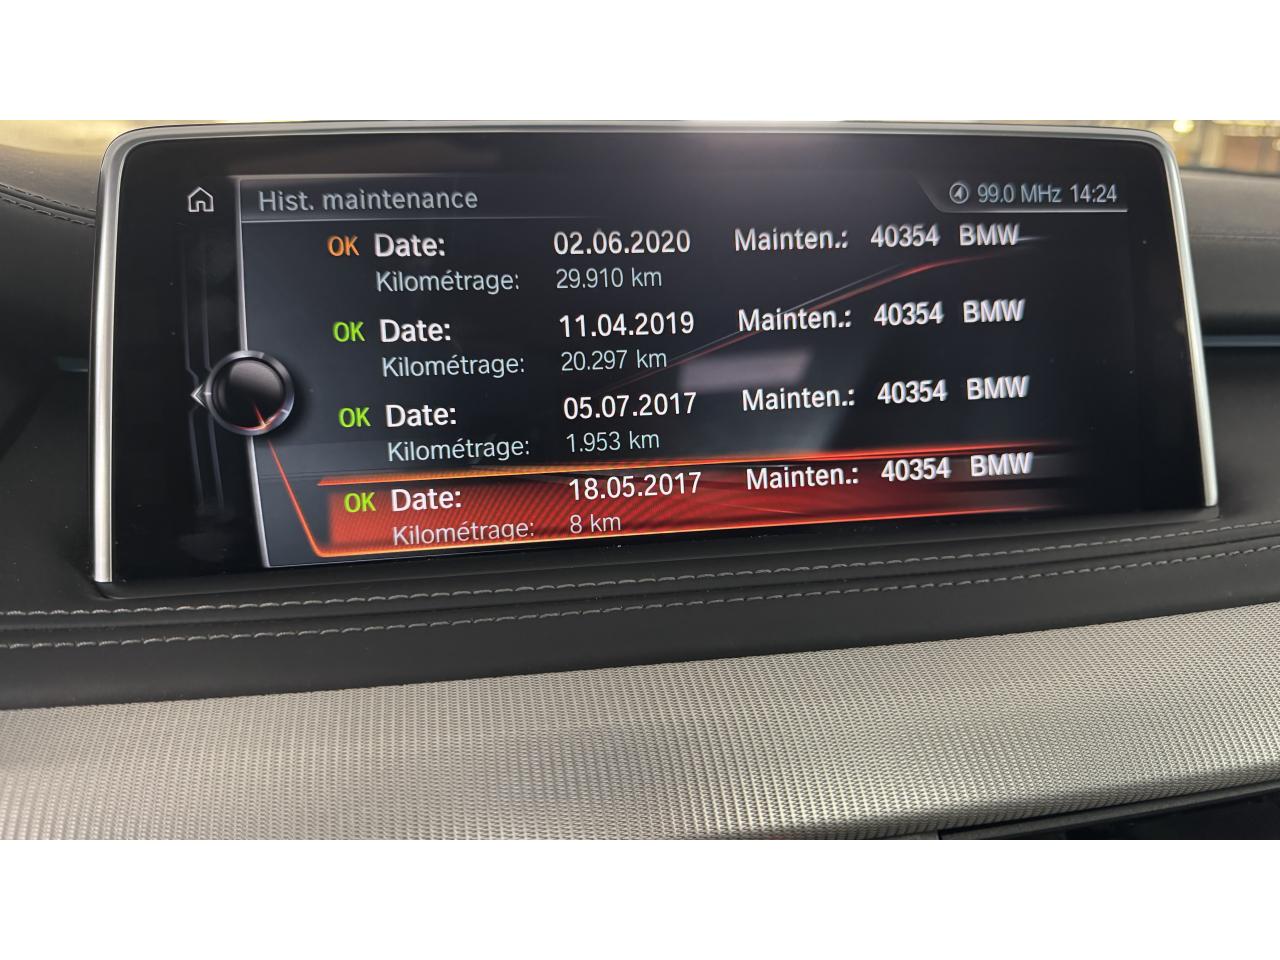 Hist. maintenance 99.0 MHz 14:24
OK Date: 02.06.2020 Mainten.: 40354 BMW
Kilométrage: 29.910 km
OK Date: 11.04.2019 Mainten.: 40354 BMW
Kilométrage: 20.297 km
OK Date: 05.07.2017 Mainten.: 40354 BMW
Kilométrage: 1.953 km
OK Date: 18.05.2017 Mainten.: 40354 BMW
Kilométrage: 8 km